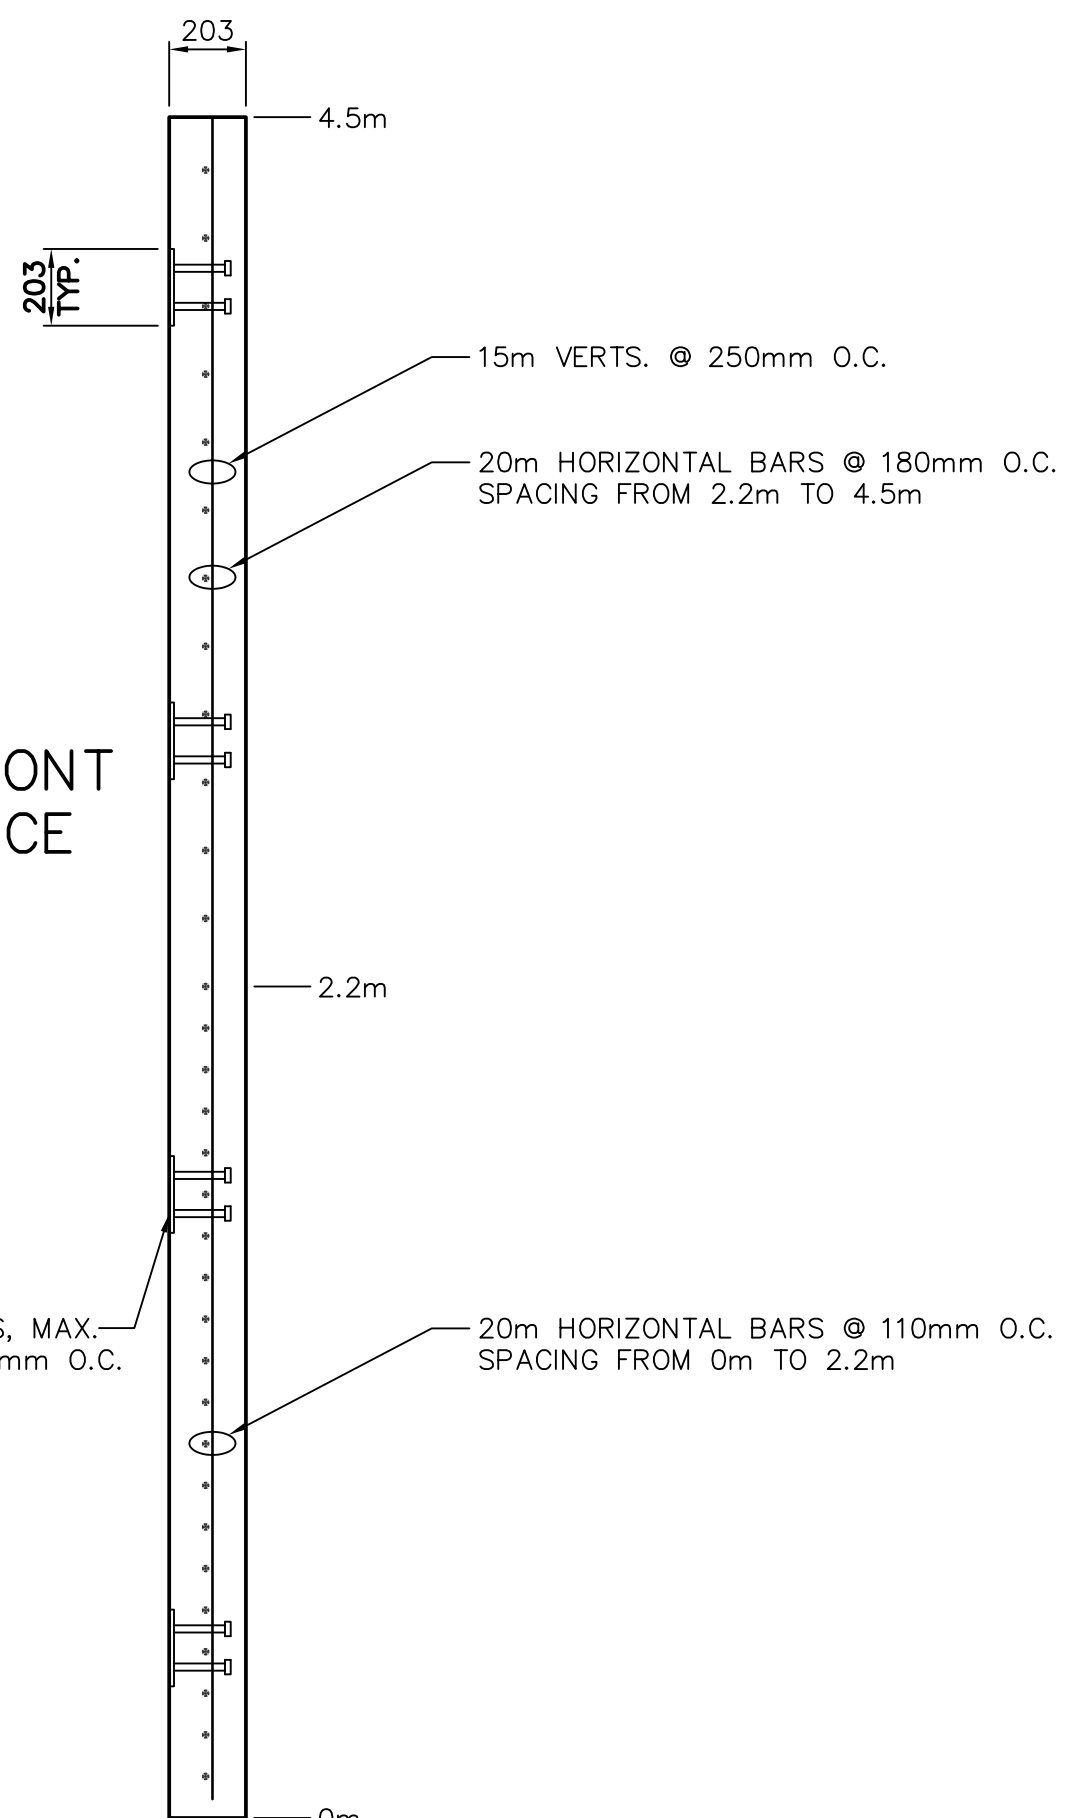 203
4.5m
203
TYP.
15m VERTS. @ 250mm O.C.
20m HORIZONTAL BARS @ 180mm O.C.
SPACING FROM 2.2m TO 4.5m
ONT
CE
2.2m
S, MAX.
mm O.C.
20m HORIZONTAL BARS @ 110mm O.C.
SPACING FROM 0m TO 2.2m
0m